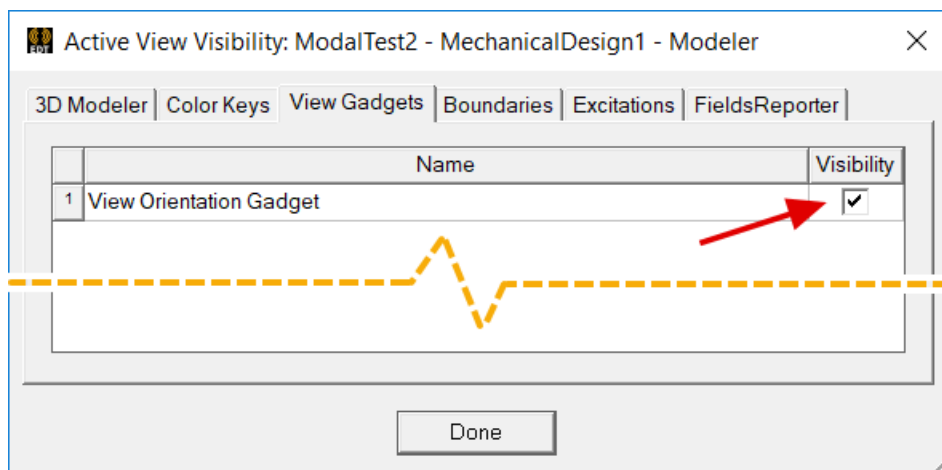 EDT Active View Visibility: ModalTest2 - MechanicalDesign1 - Modeler
3D Modeler Color Keys View Gadgets Boundaries Excitations FieldsReporter
Name Visibility
1 View Orientation Gadget
Done